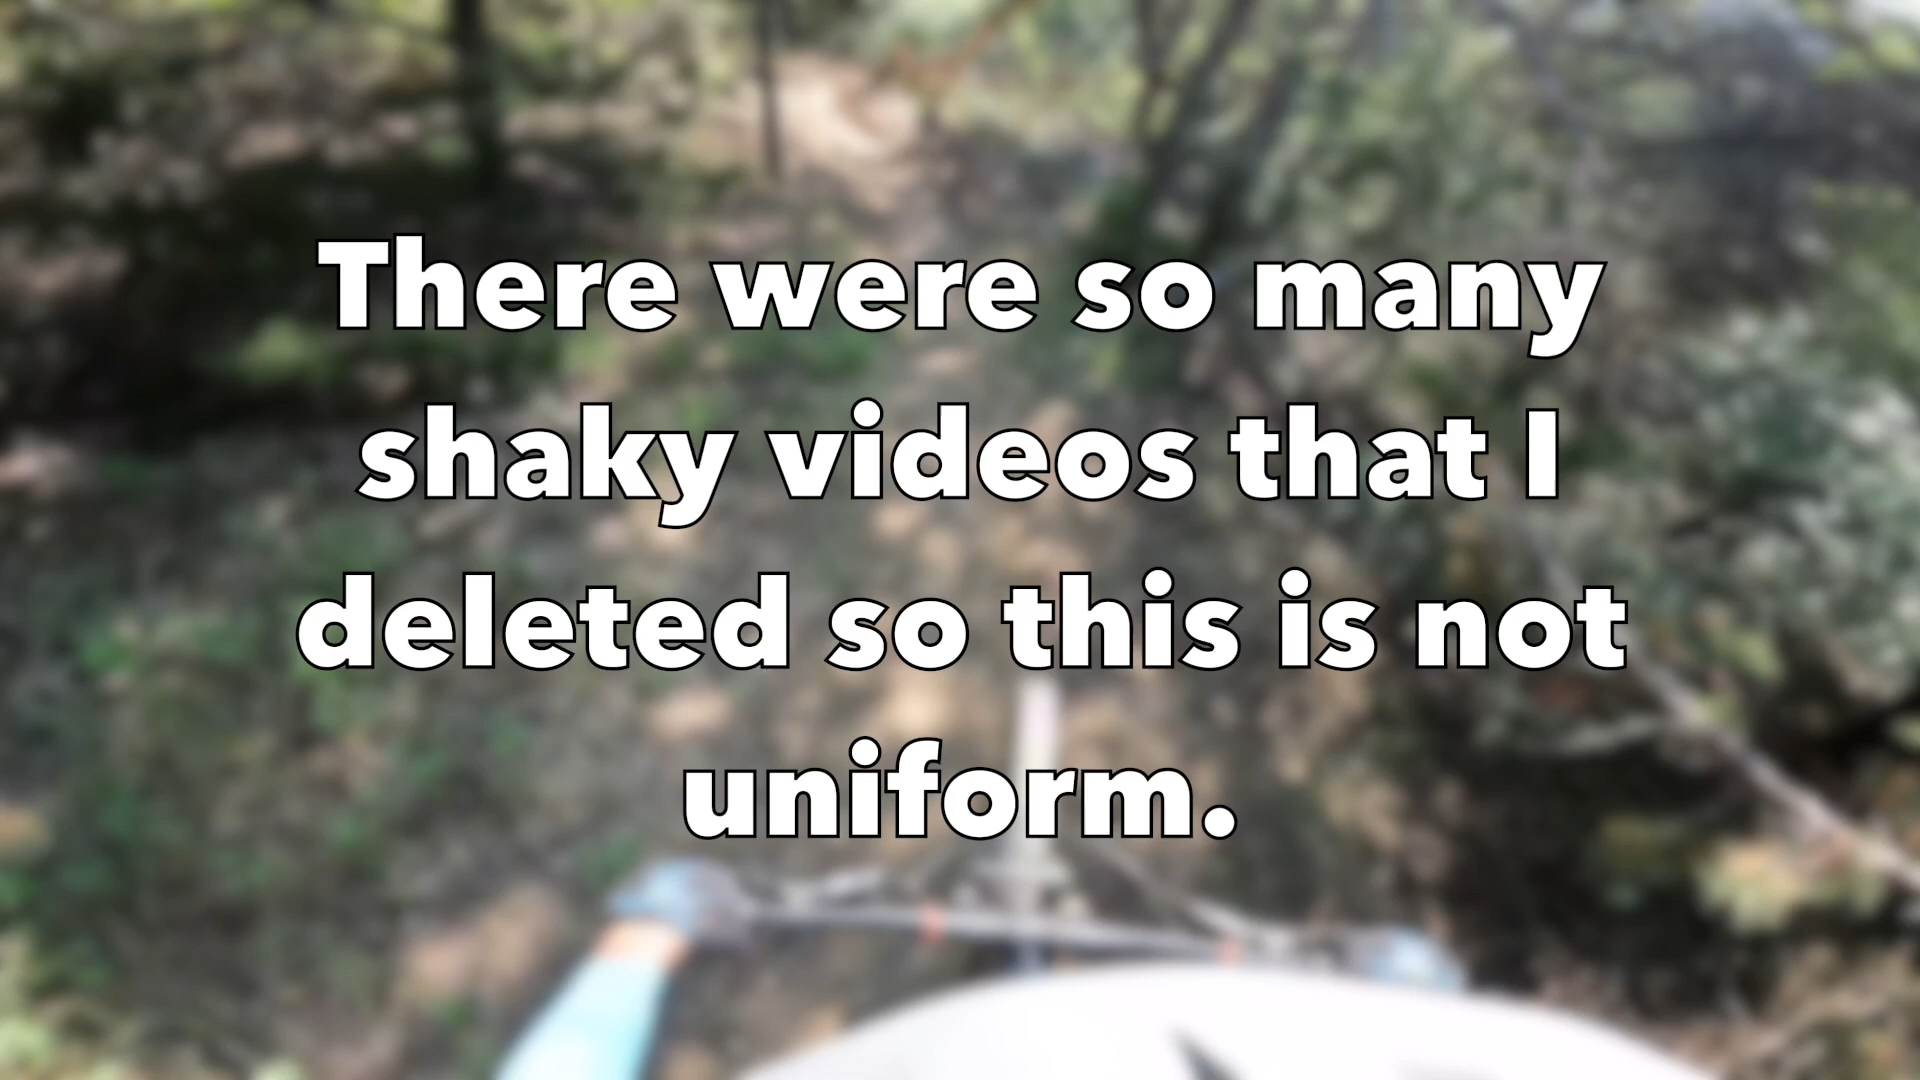 There were so many
shaky videos that I
deleted so this is not
uniform.